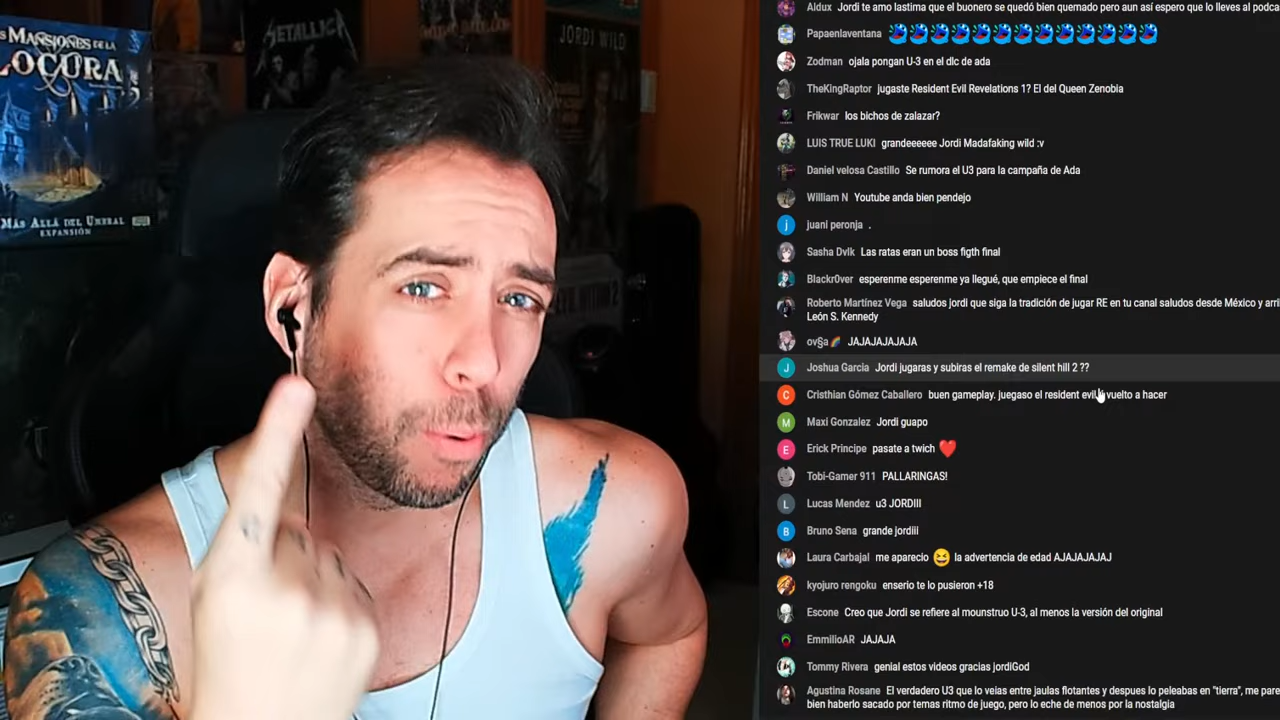 S MANSIONES DE LA
LOCURA
MÁS ALLÁ DEL UMBRAL
EXPANSIÓN
METALLICA
JORDI WILD
Aldux Jordi te amo lastima que el buonero se quedó bien quemado pero aun así espero que lo lleves al podca
Papaenlaventana
Zodman ojala pongan U-3 en el dlc de ada
TheKingRaptor jugaste Resident Evil Revelations 1? El del Queen Zenobia
Frikwar los bichos de zalazar?
LUIS TRUE LUKI grandeeeeee Jordi Madafaking wild :v
Daniel velosa Castillo Se rumora el U3 para la campaña de Ada
William N Youtube anda bien pendejo
juani peronja .
Sasha Dvlk Las ratas eran un boss figth final
Blackr0ver esperenme esperenme ya llegué, que empiece el final
Roberto Martínez Vega saludos jordi que siga la tradición de jugar RE en tu canal saludos desde México y arri
León S. Kennedy
ov§a🌈 JAJAJAJAJAJA
Joshua Garcia Jordi jugaras y subiras el remake de silent hill 2 ??
Cristhian Gómez Caballero buen gameplay. juegaso el resident evil vuelto a hacer
Maxi Gonzalez Jordi guapo
Erick Principe pasate a twich ❤️
Tobi-Gamer 911 PALLARINGAS!
Lucas Mendez u3 JORDIII
Bruno Sena grande jordiii
Laura Carbajal me aparecio 😆 la advertencia de edad AJAJAJAJAJ
kyojuro rengoku enserio te lo pusieron +18
Escone Creo que Jordi se refiere al mounstruo U-3, al menos la versión del original
EmmilioAR JAJAJA
Tommy Rivera genial estos videos gracias jordiGod
Agustina Rosane El verdadero U3 que lo veias entre jaulas flotantes y despues lo peleabas en "tierra", me pare
bien haberlo sacado por temas ritmo de juego, pero lo eche de menos por la nostalgia